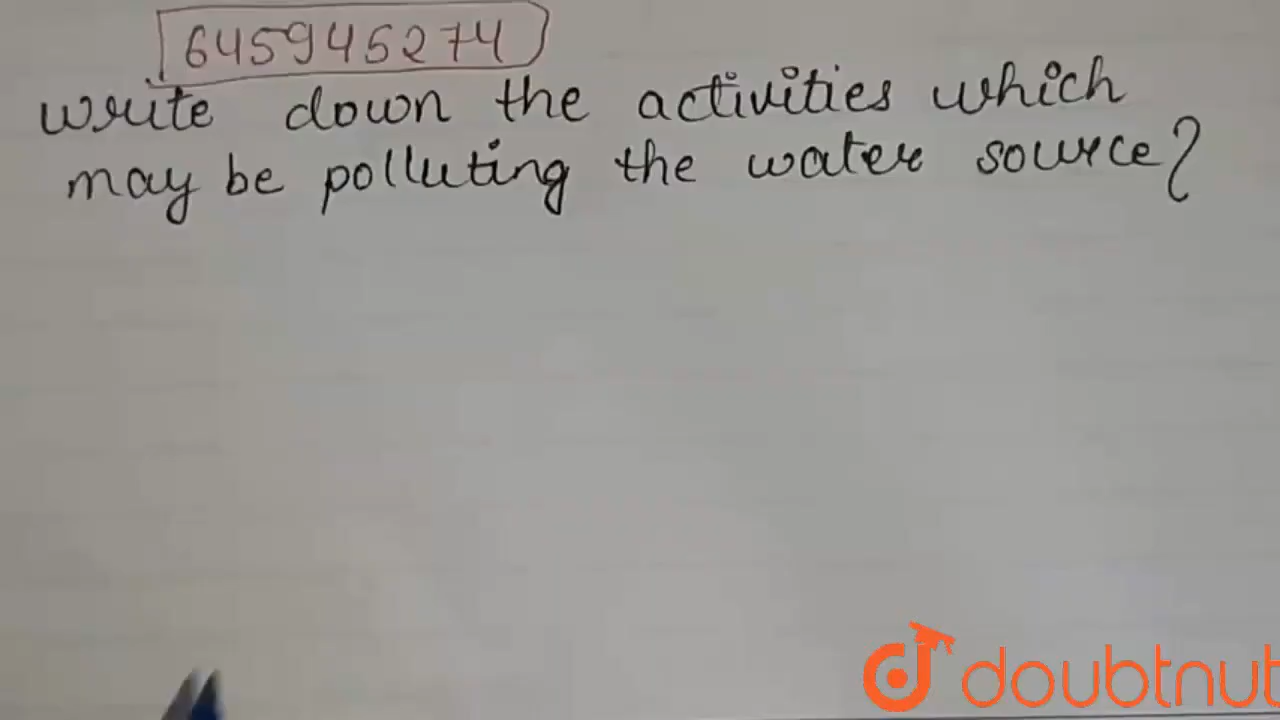 645945274
write down the activities which
may be polluting the water source?
doubtnut